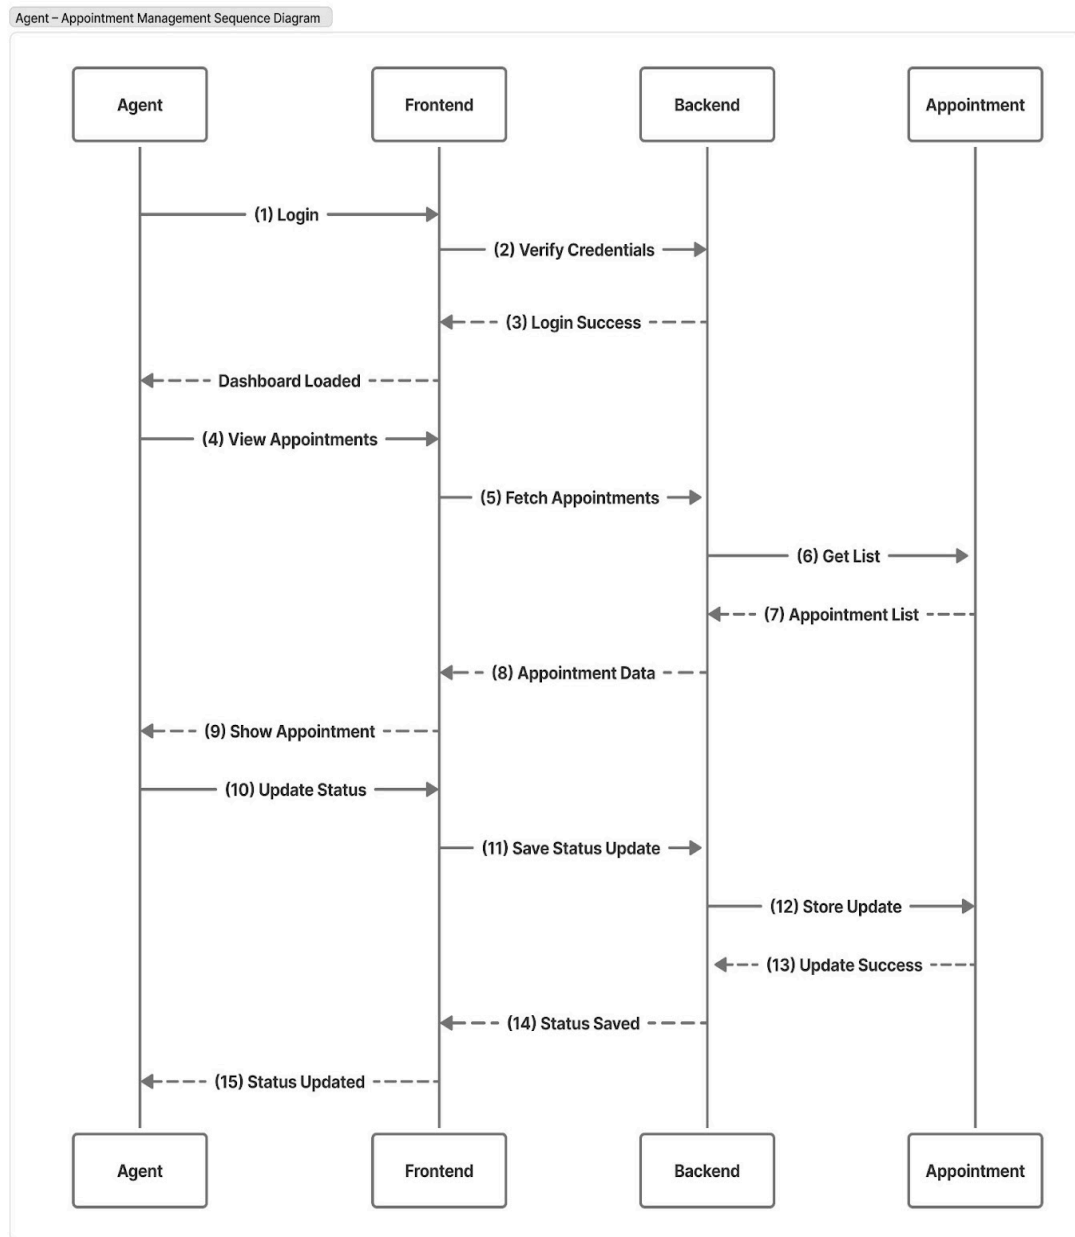 Agent – Appointment Management Sequence Diagram
Agent Frontend Backend Appointment
(1) Login
(2) Verify Credentials
(3) Login Success
Dashboard Loaded
(4) View Appointments
(5) Fetch Appointments
(6) Get List
(7) Appointment List
(8) Appointment Data
(9) Show Appointment
(10) Update Status
(11) Save Status Update
(12) Store Update
(13) Update Success
(14) Status Saved
(15) Status Updated
Agent Frontend Backend Appointment